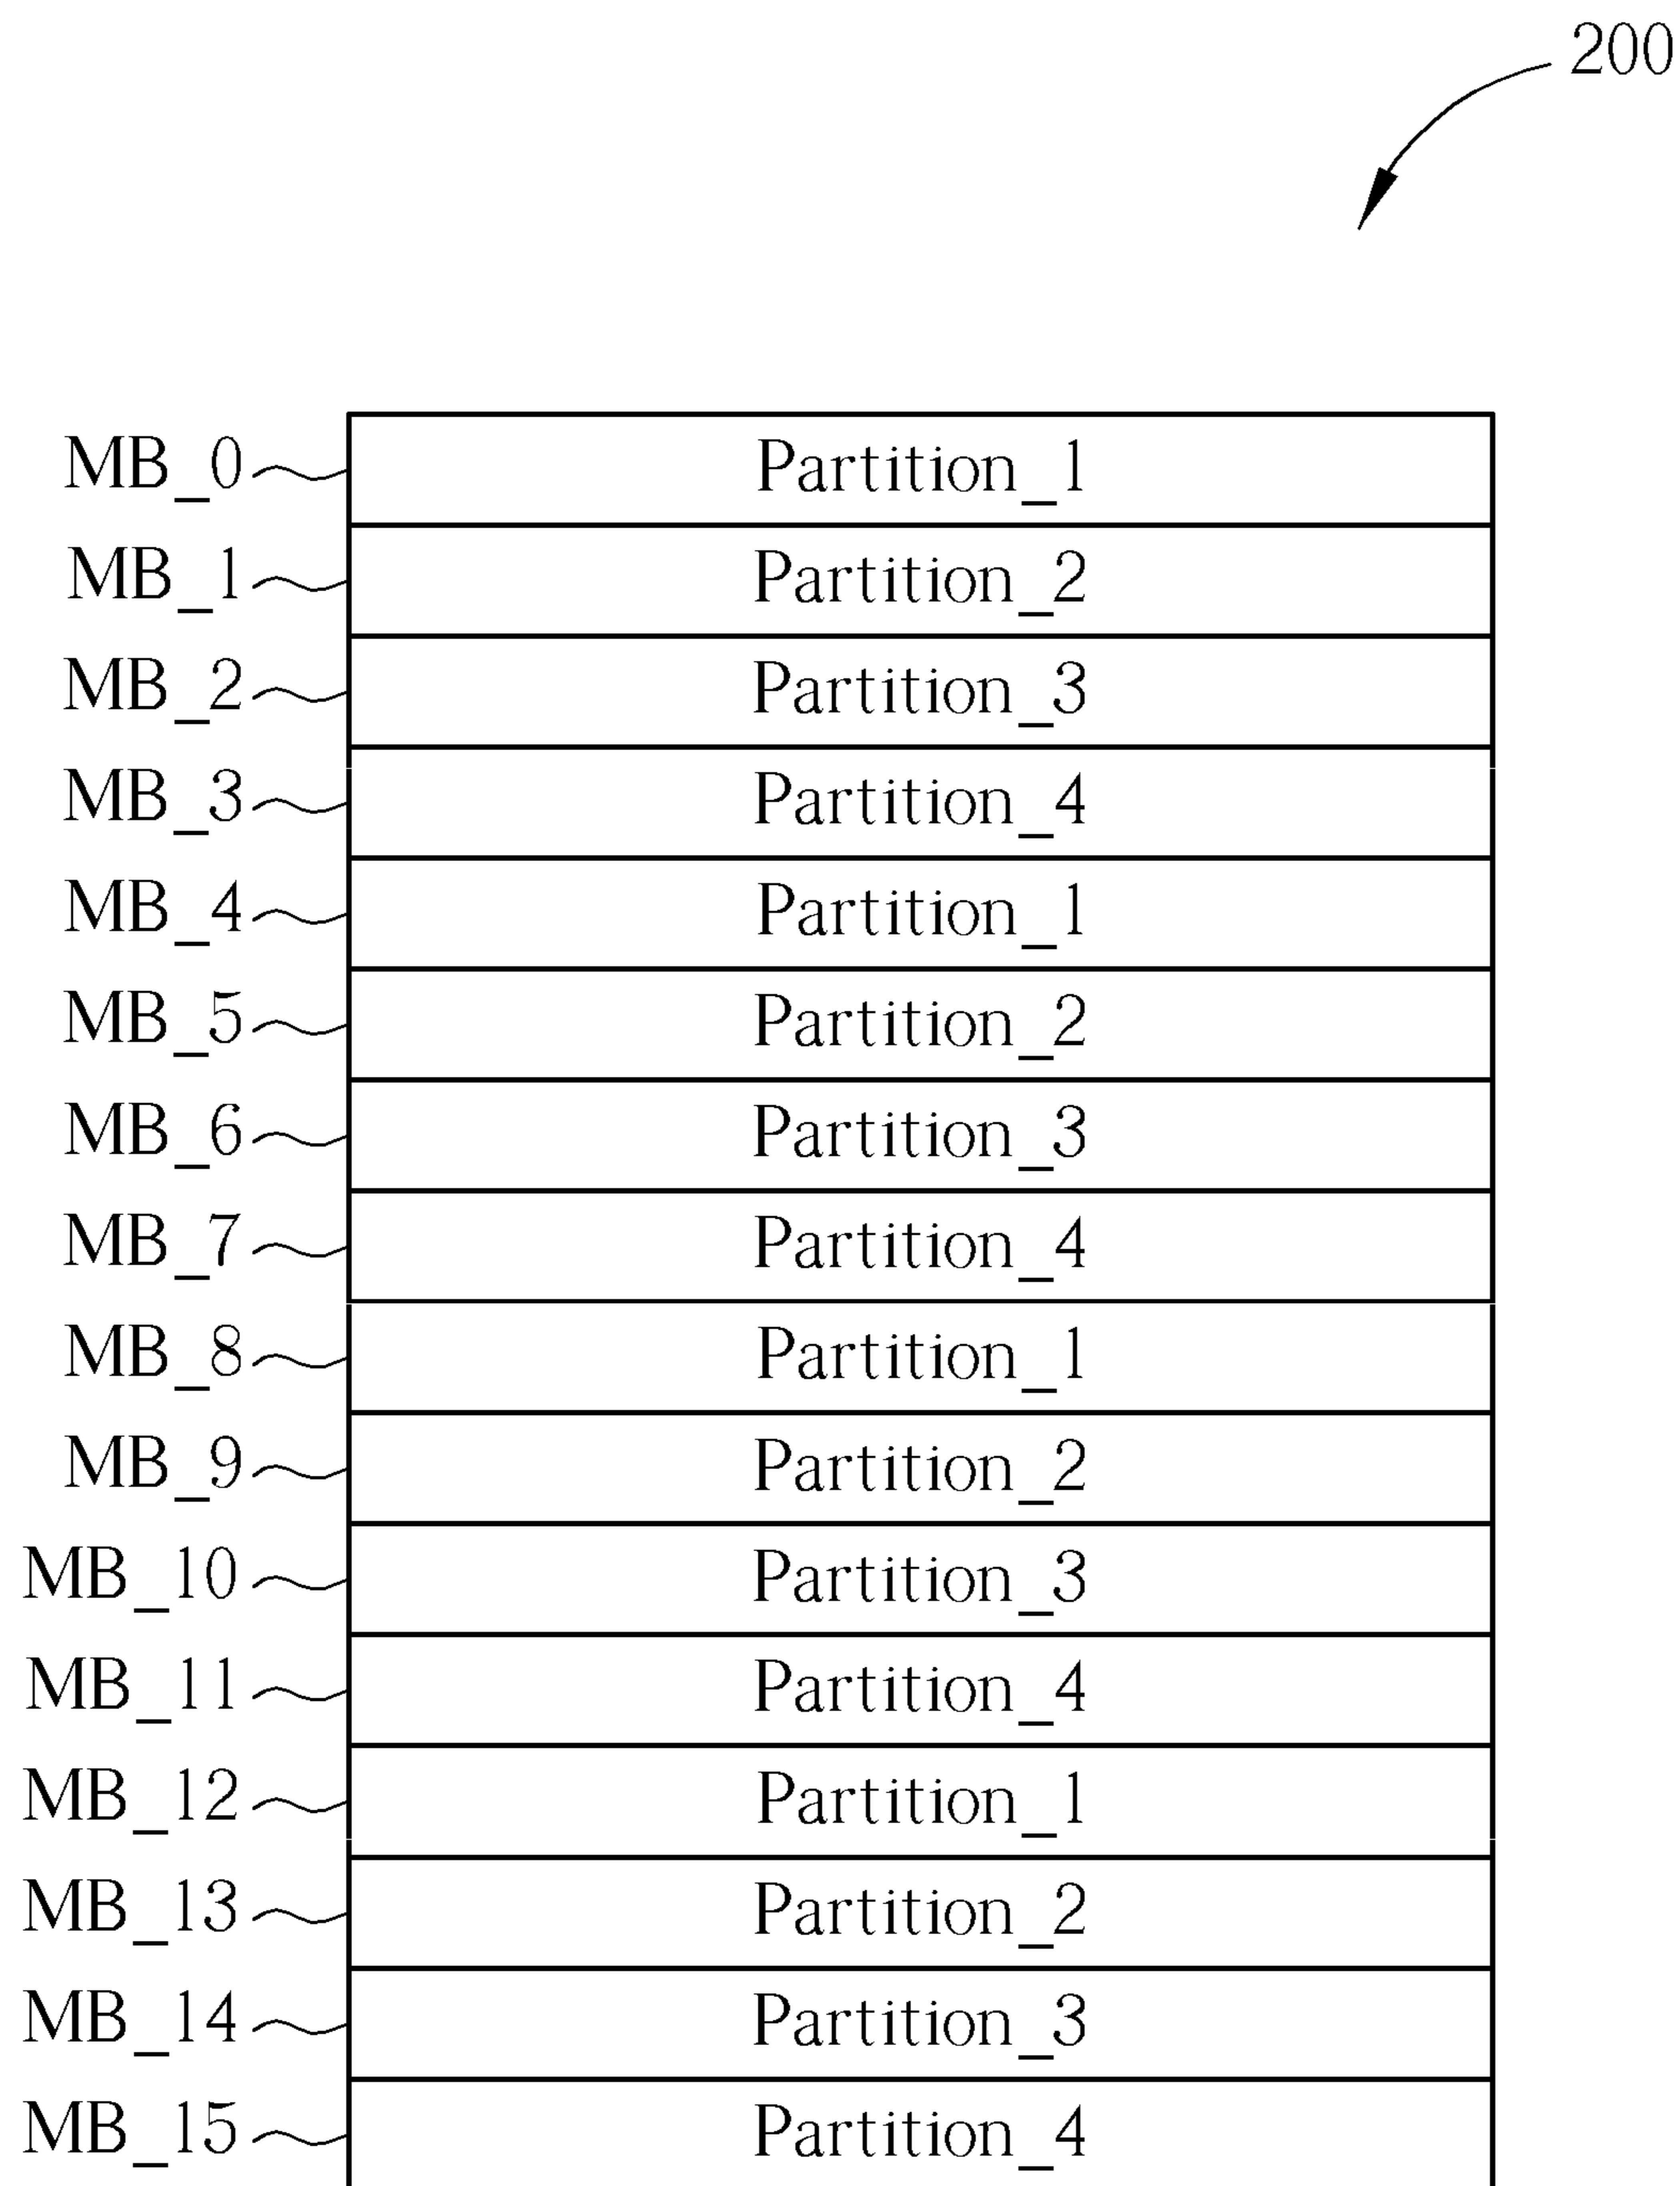 200
MB_0 Partition_1
MB_1 Partition_2
MB_2 Partition_3
MB_3 Partition_4
MB_4 Partition_1
MB_5 Partition_2
MB_6 Partition_3
MB_7 Partition_4
MB_8 Partition_1
MB_9 Partition_2
MB_10 Partition_3
MB_11 Partition_4
MB_12 Partition_1
MB_13 Partition_2
MB_14 Partition_3
MB_15 Partition_4